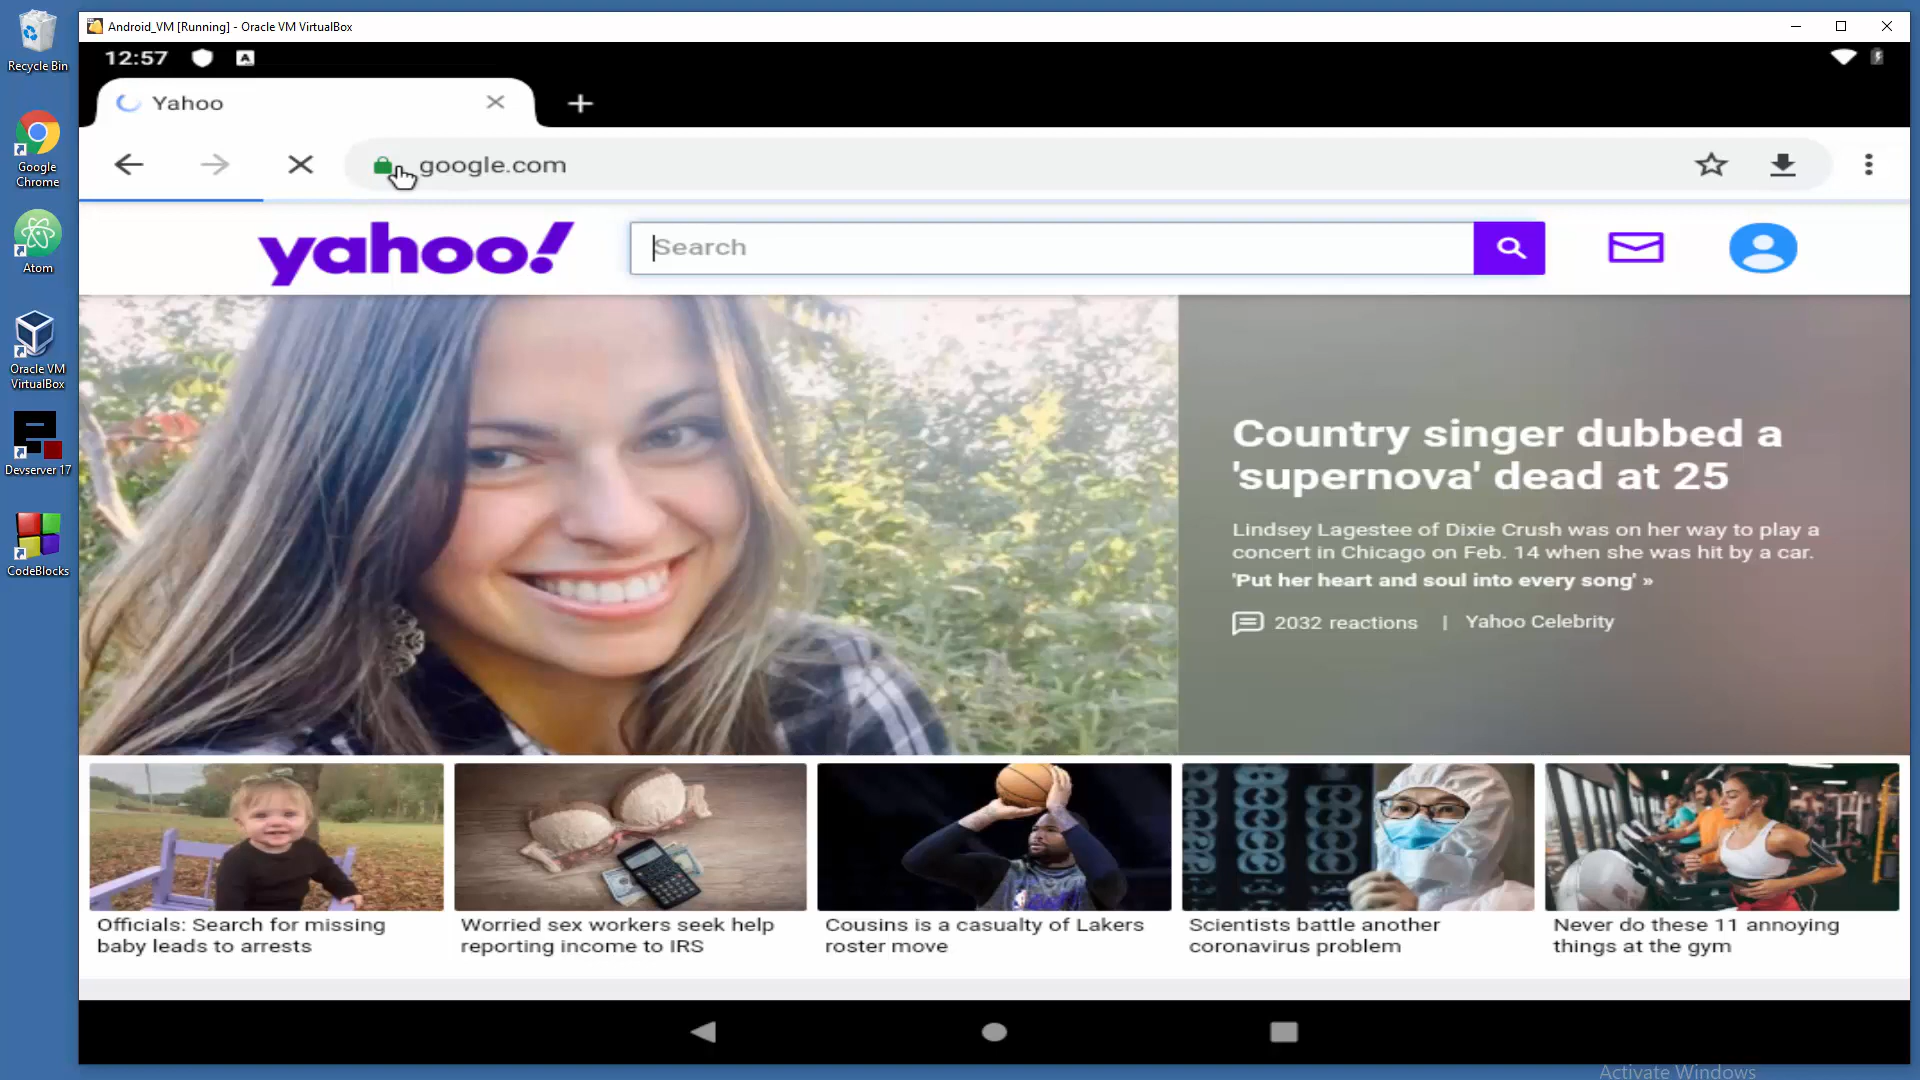 Android_VM [Running] - Oracle VM VirtualBox
Recycle Bin
Google
Chrome
Atom
Oracle VM
VirtualBox
Devserver 17
CodeBlocks
12:57
A
Yahoo
google.com
yahoo!
Search
Country singer dubbed a
'supernova' dead at 25
Lindsey Lagestee of Dixie Crush was on her way to play a
concert in Chicago on Feb. 14 when she was hit by a car.
'Put her heart and soul into every song' »
2032 reactions | Yahoo Celebrity
Officials: Search for missing
baby leads to arrests
Worried sex workers seek help
reporting income to IRS
Cousins is a casualty of Lakers
roster move
Scientists battle another
coronavirus problem
Never do these 11 annoying
things at the gym
Activate Windows